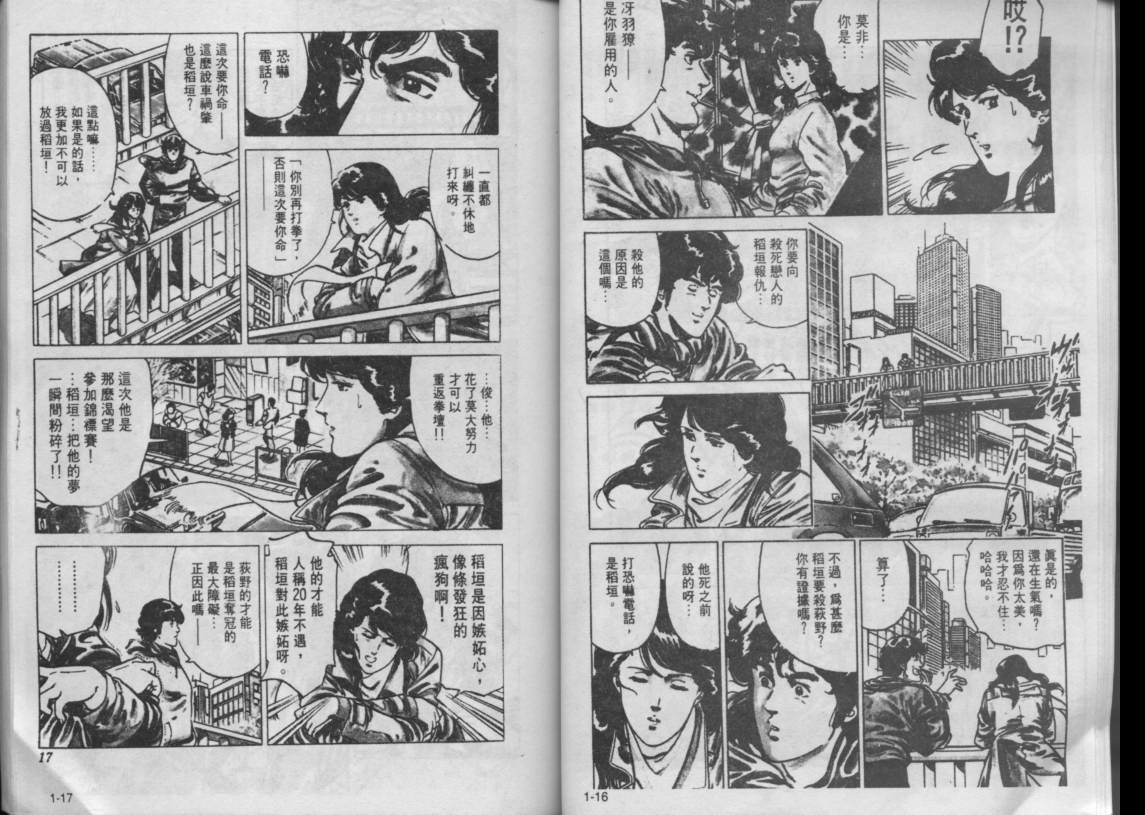 哎!?
莫非…
你是…
冴羽獠——
是你雇用的人。
你要向
殺死戀人的
稻垣報仇…
殺他的
原因是
這個嗎…
眞是的,
還在生氣嗎?
因爲你太美,
我才忍不住…
哈哈哈。
算了…
不過,爲甚麼
稻垣要殺萩野?
你有證據嗎?
他死之前
說的呀…
打恐嚇電話,
是稻垣。
1-16
恐嚇
電話?
一直都
糾纏不休地
打來呀。
「你別再打拳了,
否則這次要你命」
——
這次要你命——
這麼說車禍肇
也是稻垣?
這點嘛……
如果是的話,
我更加不可以
放過稻垣!
…俊…他…
花了莫大努力
才可以
重返拳壇!!
這次他是
那麼渴望
參加錦標賽!
…稻垣…把他的夢
一瞬間粉碎了!!
稻垣是因嫉妬心,
像條發狂的
瘋狗啊!
他的才能
人稱20年不遇,
稻垣對此嫉妬呀。
萩野的才能
是稻垣奪冠的
最大障礙…
正因此嗎——
…………
…………
17
1-17